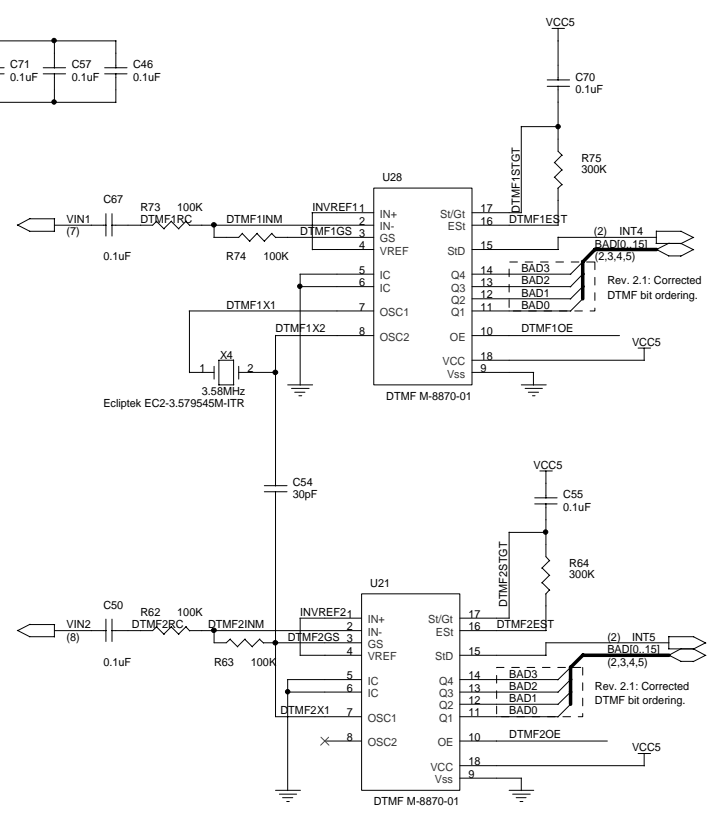 VCC5
C71
0.1uF
C57
0.1uF
C46
0.1uF
C70
0.1uF
DTMF1STGT
R75
300K
U28
C67
0.1uF
R73 100K
VIN1
(7)
DTMF1RC
DTMF1INM
INVREF1
DTMF1GS
R74 100K
1 IN+
2 IN-
3 GS
4 VREF
5 IC
6 IC
7 OSC1
8 OSC2
St/Gt 17
ESt 16 DTMF1EST
StD 15
(2) INT4
BAD[0..15]
(2,3,4,5)
Q4 14 BAD3
Q3 13 BAD2
Q2 12 BAD1
Q1 11 BAD0
Rev. 2.1: Corrected
DTMF bit ordering.
OE 10 DTMF1OE
VCC5
VCC 18
Vss 9
DTMF M-8870-01
DTMF1X1
DTMF1X2
X4
1 2
3.58MHz
Ecliptek EC2-3.579545M-ITR
C54
30pF
VCC5
C55
0.1uF
DTMF2STGT
R64
300K
U21
C50
0.1uF
R62 100K
VIN2
(8)
DTMF2RC
DTMF2INM
INVREF2
DTMF2GS
R63 100K
1 IN+
2 IN-
3 GS
4 VREF
5 IC
6 IC
DTMF2X1
7 OSC1
8 OSC2
St/Gt 17
ESt 16 DTMF2EST
StD 15
(2) INT5
BAD[0..15]
(2,3,4,5)
Q4 14 BAD3
Q3 13 BAD2
Q2 12 BAD1
Q1 11 BAD0
Rev. 2.1: Corrected
DTMF bit ordering.
OE 10 DTMF2OE
VCC5
VCC 18
Vss 9
DTMF M-8870-01